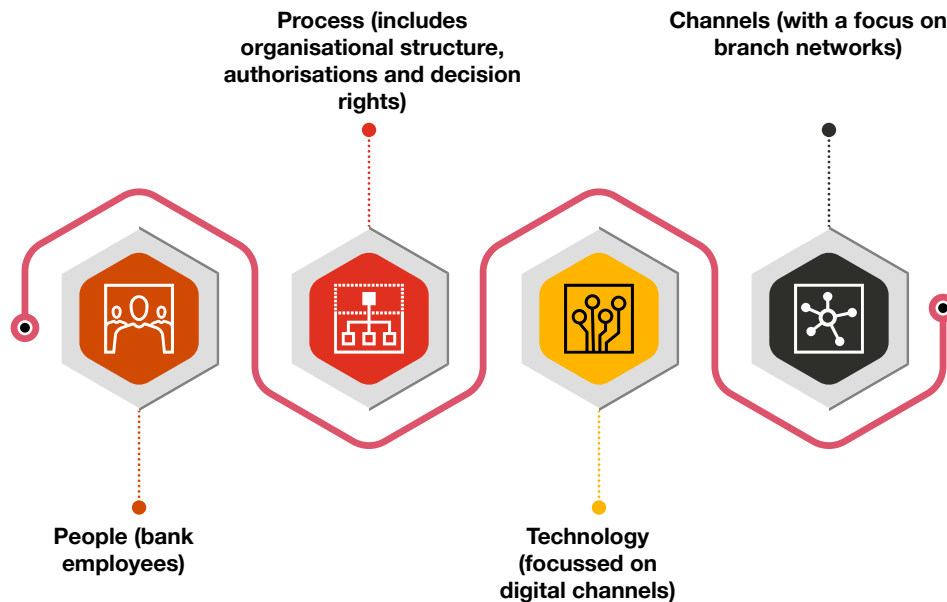 Process (includes
organisational structure,
authorisations and decision
rights)
Channels (with a focus on
branch networks)
People (bank
employees)
Technology
(focussed on
digital channels)